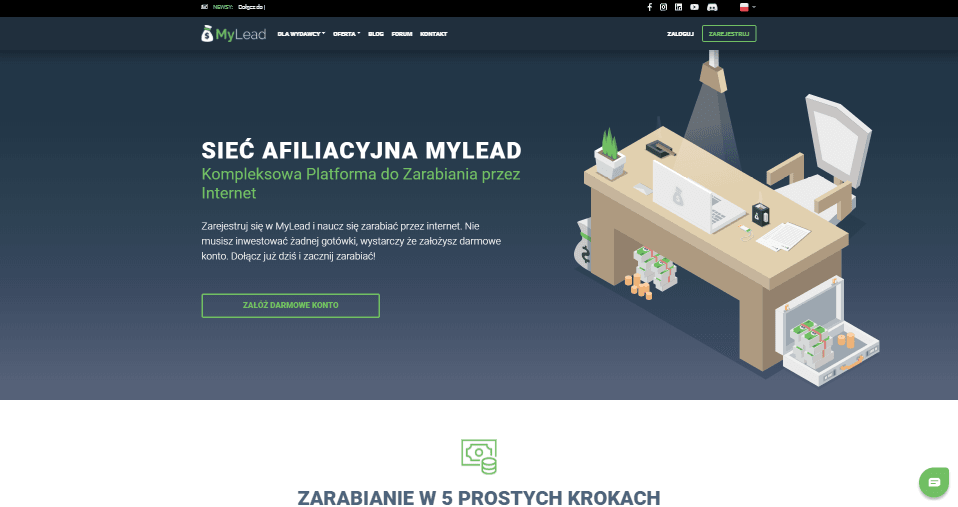 NEWSY: Dołącz do |
MyLead
DLA WYDAWCY OFERTA BLOG FORUM KONTAKT
ZALOGUJ ZAREJESTRUJ
SIEĆ AFILIACYJNA MYLEAD
Kompleksowa Platforma do Zarabiania przez
Internet
Zarejestruj się w MyLead i naucz się zarabiać przez internet. Nie
musisz inwestować żadnej gotówki, wystarczy że założysz darmowe
konto. Dołącz już dziś i zacznij zarabiać!
ZAŁÓŻ DARMOWE KONTO
ZARABIANIE W 5 PROSTYCH KROKACH